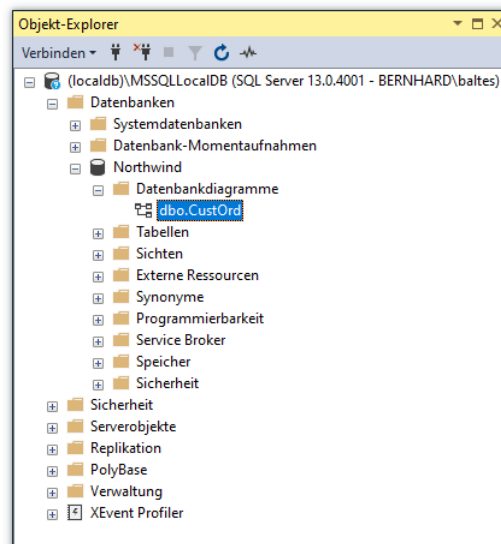 Objekt-Explorer
Verbinden
(localdb)\MSSQLLocalDB (SQL Server 13.0.4001 - BERNHARD\baltes)
Datenbanken
Systemdatenbanken
Datenbank-Momentaufnahmen
Northwind
Datenbankdiagramme
dbo.CustOrd
Tabellen
Sichten
Externe Ressourcen
Synonyme
Programmierbarkeit
Service Broker
Speicher
Sicherheit
Sicherheit
Serverobjekte
Replikation
PolyBase
Verwaltung
XEvent Profiler